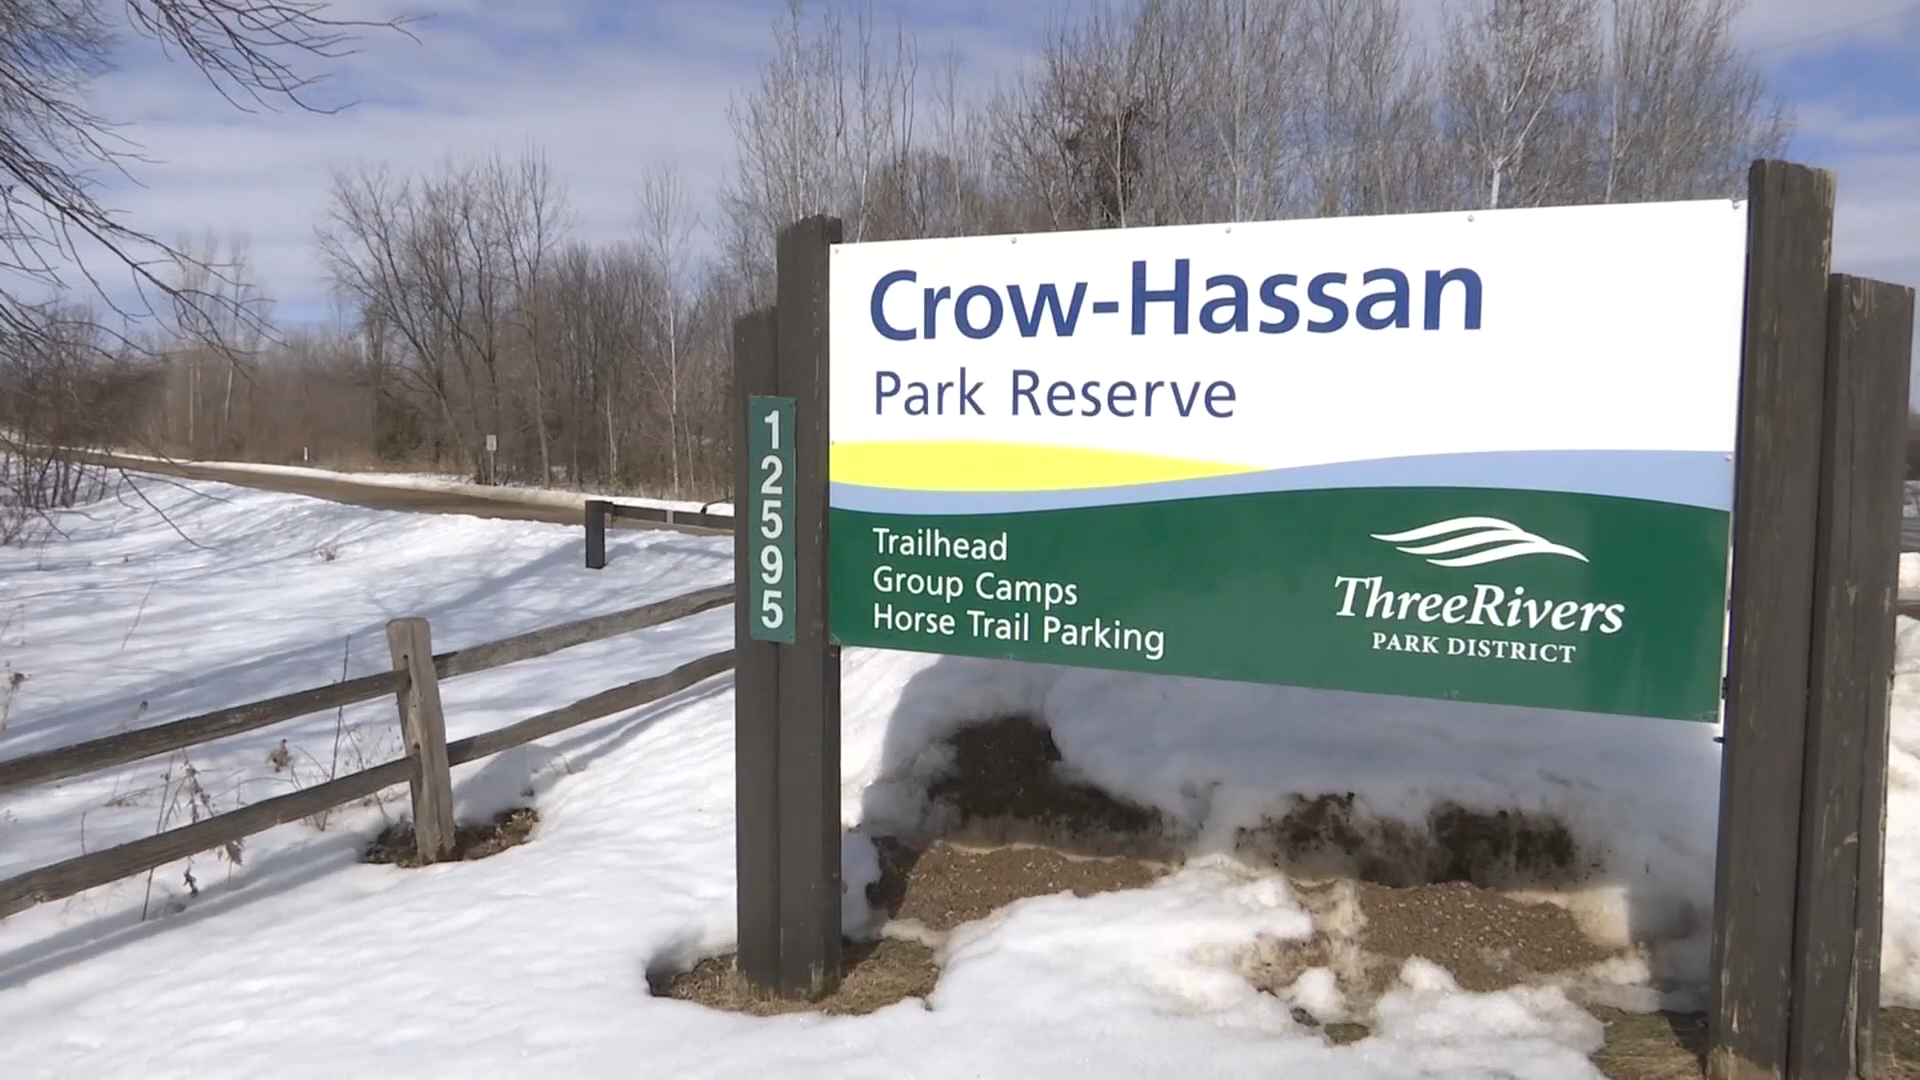 Crow-Hassan
Park Reserve
12595
Trailhead
Group Camps
Horse Trail Parking
ThreeRivers
PARK DISTRICT